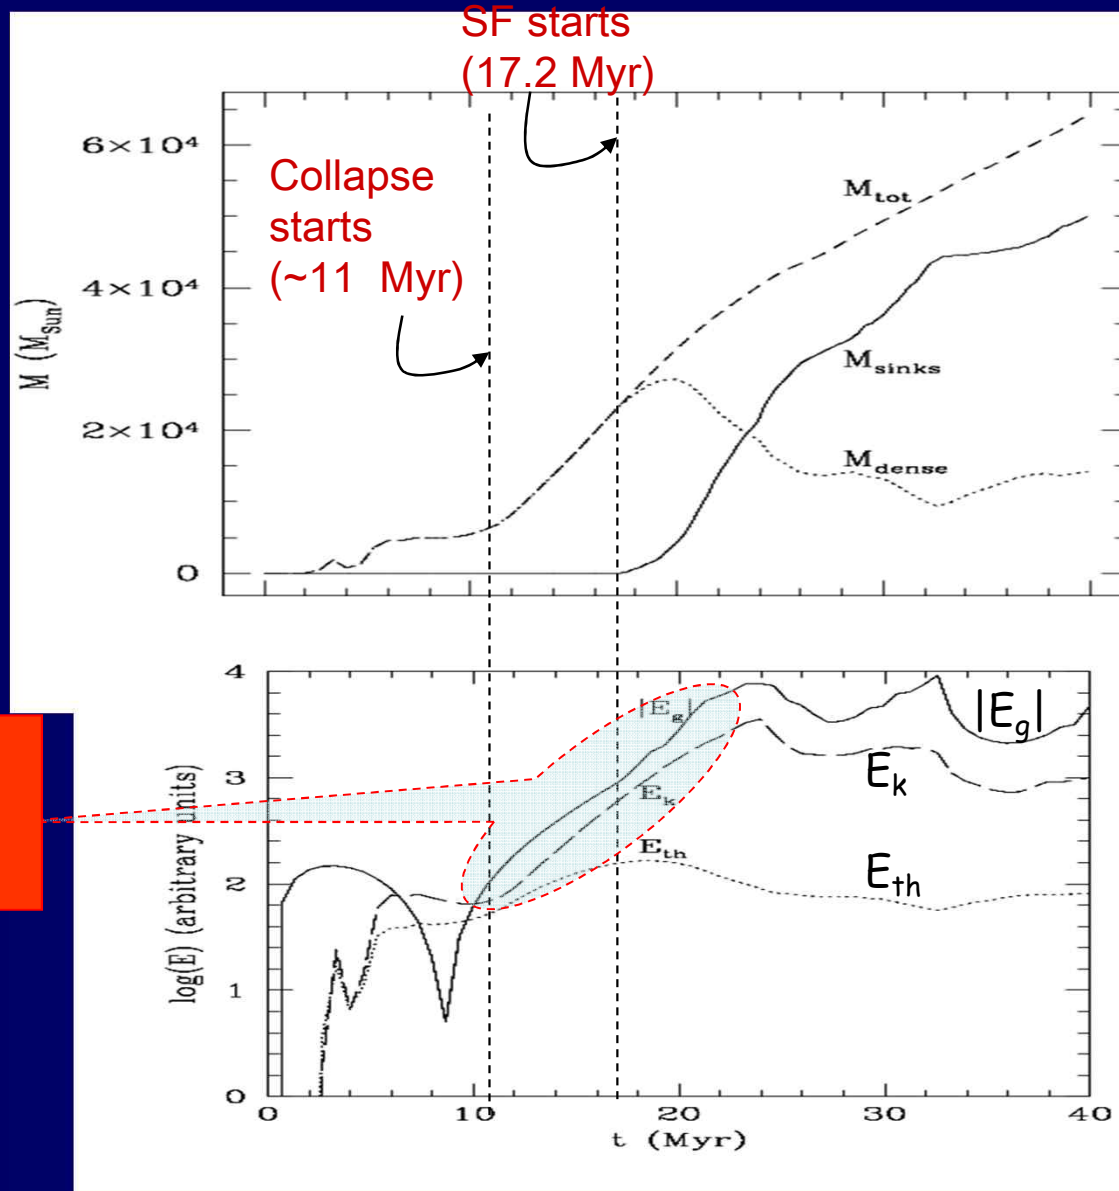 SF starts
(17.2 Myr)
Collapse
starts
(~11 Myr)
6×10⁴
4×10⁴
2×10⁴
0
M (M_Sun)
M_tot
M_sinks
M_dense
4
3
2
1
0
log(E) (arbitrary units)
|E_g|
E_k
E_th
|E_g|
E_k
E_th
0 10 20 30 40
t (Myr)